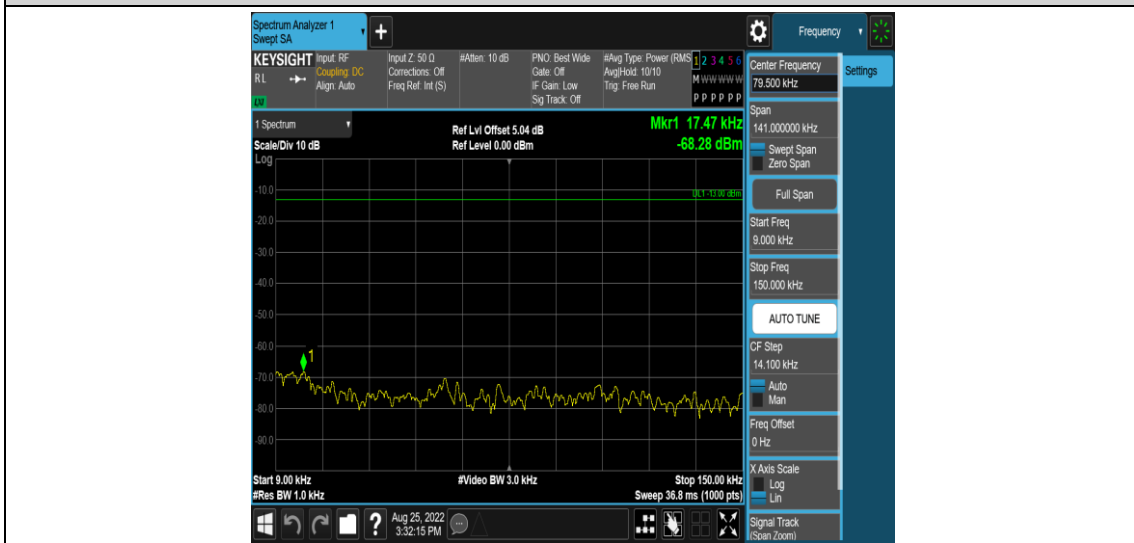 Spectrum Analyzer 1
Swept SA
+
Frequency
KEYSIGHT
RL
Input: RF
Coupling: DC
Align: Auto
Input Z: 50 Ω
Corrections: Off
Freq Ref: Int (S)
#Atten: 10 dB
PNO: Best Wide
Gate: Off
IF Gain: Low
Sig Track: Off
#Avg Type: Power (RMS
Avg|Hold: 10/10
Trig: Free Run
1 2 3 4 5 6
M W W W W W
P P P P P P
LXI
1 Spectrum
Scale/Div 10 dB
Ref Lvl Offset 5.04 dB
Ref Level 0.00 dBm
Mkr1 17.47 kHz
-68.28 dBm
Log
DL1 -13.00 dBm
-10.0
-20.0
-30.0
-40.0
-50.0
-60.0
1
-70.0
-80.0
-90.0
Start 9.00 kHz
#Res BW 1.0 kHz
#Video BW 3.0 kHz
Stop 150.00 kHz
Sweep 36.8 ms (1000 pts)
?
Aug 25, 2022
3:32:15 PM
Center Frequency
79.500 kHz
Settings
Span
141.000000 kHz
Swept Span
Zero Span
Full Span
Start Freq
9.000 kHz
Stop Freq
150.000 kHz
AUTO TUNE
CF Step
14.100 kHz
Auto
Man
Freq Offset
0 Hz
X Axis Scale
Log
Lin
Signal Track
(Span Zoom)